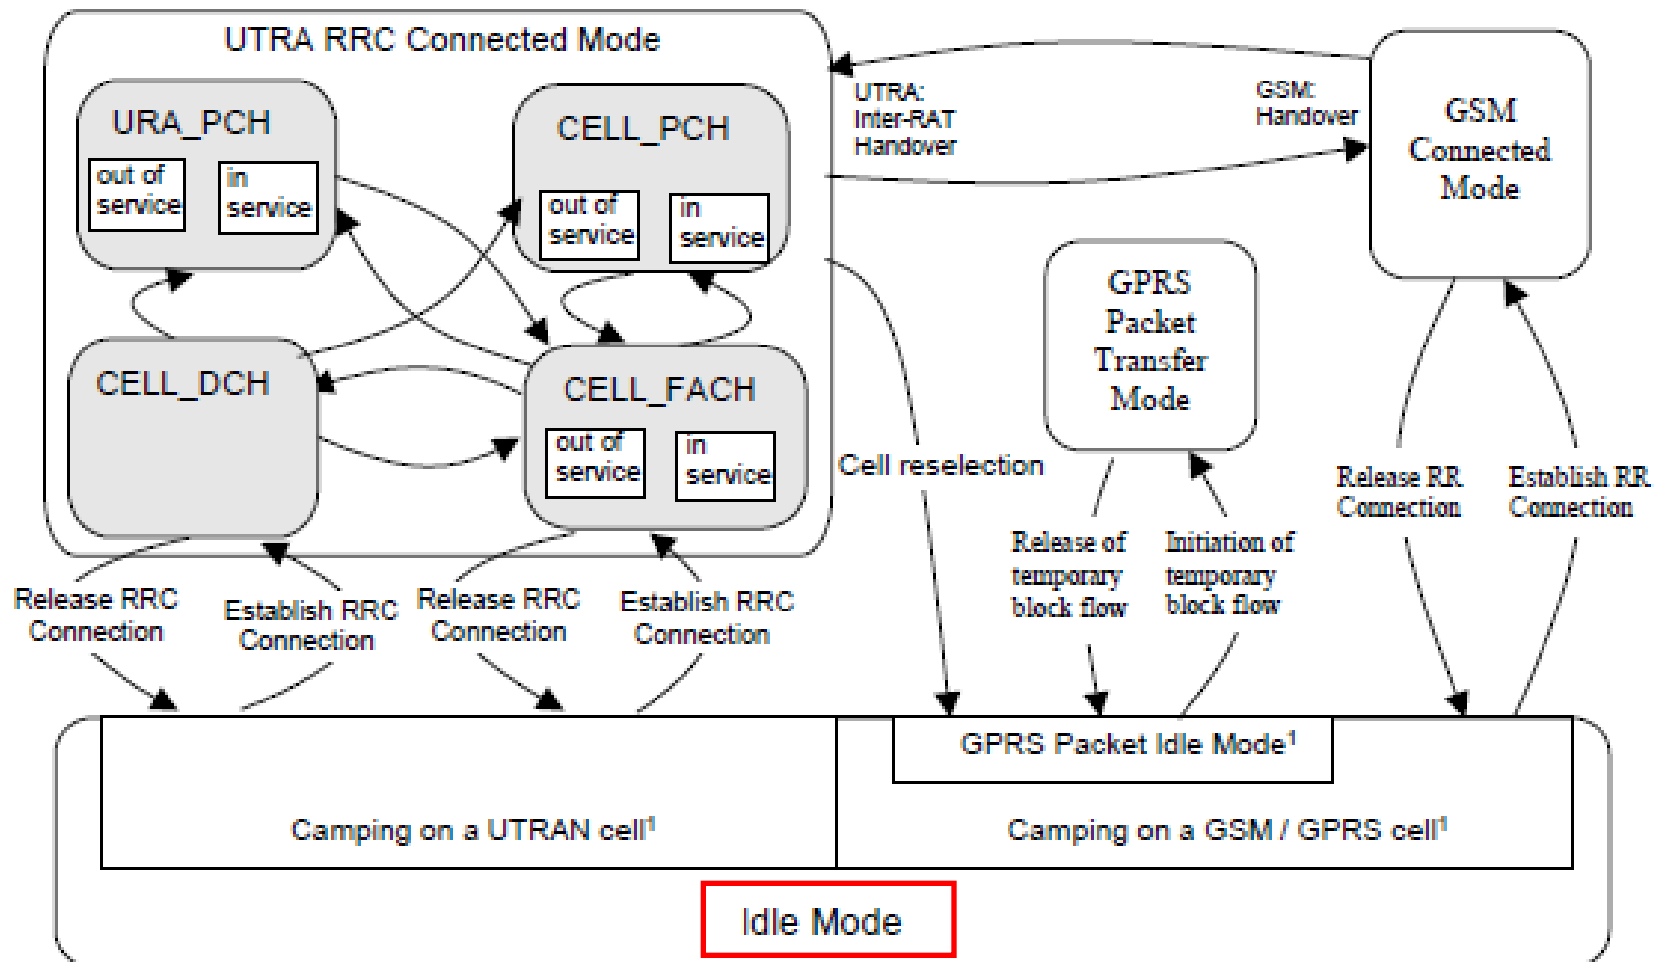 UTRA RRC Connected Mode
URA_PCH
out of
service
in
service
CELL_PCH
out of
service
in
service
UTRA:
Inter-RAT
Handover
GSM:
Handover
GSM
Connected
Mode
GPRS
Packet
Transfer
Mode
CELL_DCH
CELL_FACH
out of
service
in
service
Cell reselection
Release RR
Connection
Establish RR
Connection
Release of
temporary
block flow
Initiation of
temporary
block flow
Release RRC
Connection
Establish RRC
Connection
Release RRC
Connection
Establish RRC
Connection
GPRS Packet Idle Mode¹
Camping on a UTRAN cell¹
Camping on a GSM / GPRS cell¹
Idle Mode